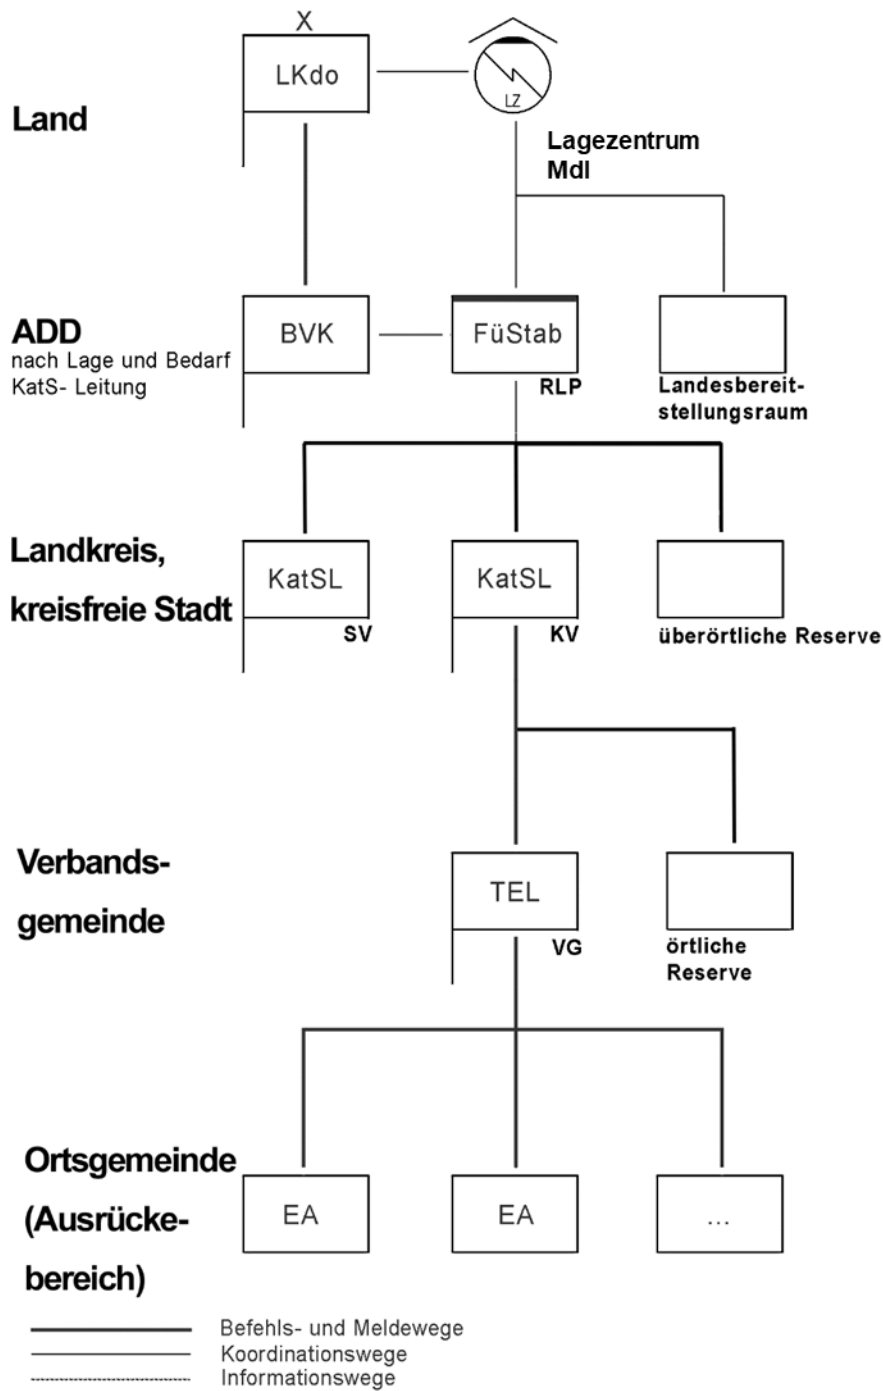 X
LKdo
LZ
Land
Lagezentrum
MdI
ADD
nach Lage und Bedarf
KatS- Leitung
BVK
FüStab
RLP
Landesbereit-
stellungsraum
Landkreis,
kreisfreie Stadt
KatSL
SV
KatSL
KV
überörtliche Reserve
Verbands-
gemeinde
TEL
VG
örtliche
Reserve
Ortsgemeinde
(Ausrücke-
bereich)
EA
EA
...
Befehls- und Meldewege
Koordinationswege
Informationswege